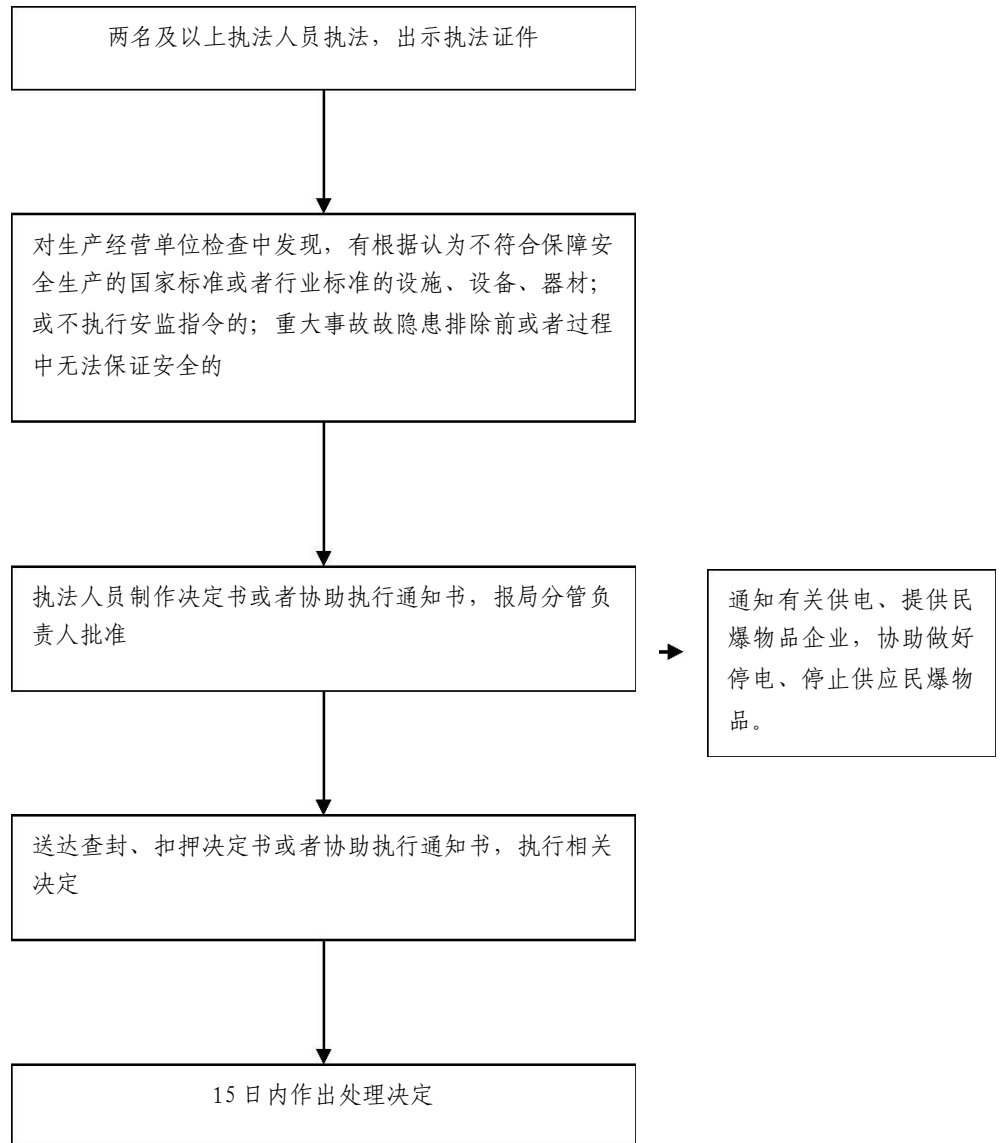 两名及以上执法人员执法，出示执法证件
对生产经营单位检查中发现，有根据认为不符合保障安
全生产的国家标准或者行业标准的设施、设备、器材；
或不执行安监指令的；重大事故故隐患排除前或者过程
中无法保证安全的
执法人员制作决定书或者协助执行通知书，报局分管负
责人批准
通知有关供电、提供民
爆物品企业，协助做好
停电、停止供应民爆物
品。
送达查封、扣押决定书或者协助执行通知书，执行相关
决定
15 日内作出处理决定